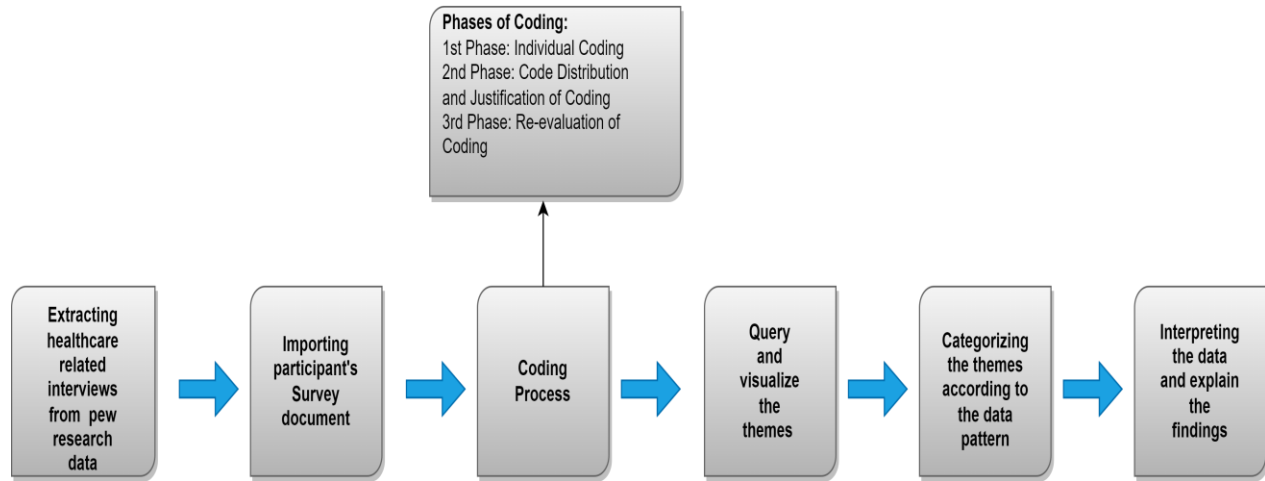 Phases of Coding:
1st Phase: Individual Coding
2nd Phase: Code Distribution
and Justification of Coding
3rd Phase: Re-evaluation of
Coding
Extracting
healthcare
related
interviews
from pew
research
data
Importing
participant's
Survey
document
Coding
Process
Query
and
visualize
the
themes
Categorizing
the themes
according to
the data
pattern
Interpreting
the data
and explain
the
findings